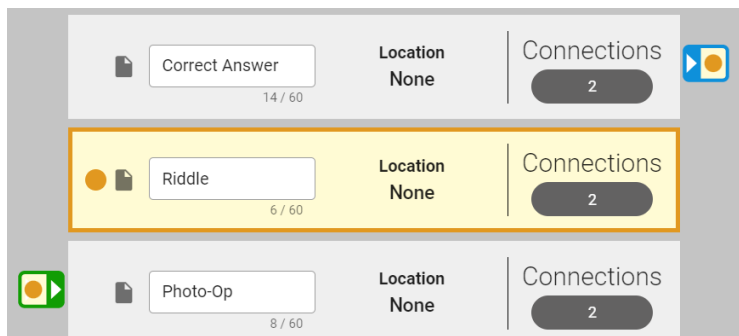 Correct Answer
14 / 60
Location
None
Connections
2
Riddle
6 / 60
Location
None
Connections
2
Photo-Op
8 / 60
Location
None
Connections
2